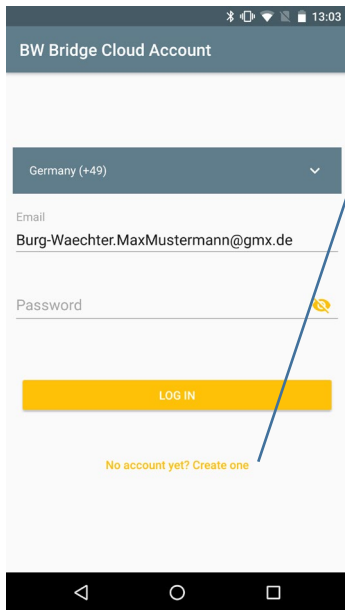 13:03
BW Bridge Cloud Account
Germany (+49)
Email
Burg-Waechter.MaxMustermann@gmx.de
Password
LOG IN
No account yet? Create one